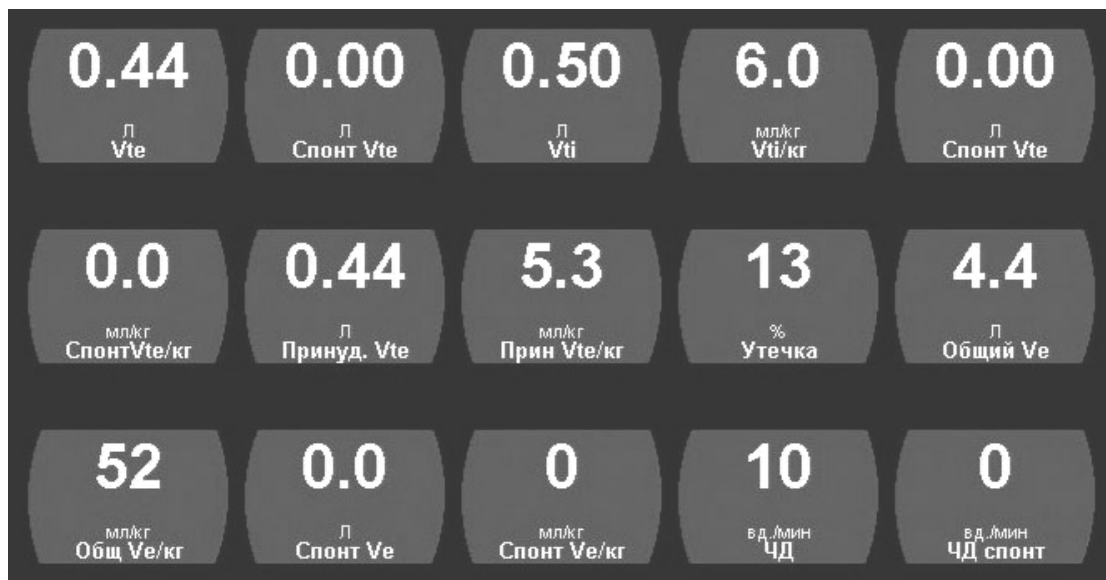 0.44 0.00 0.50 6.0 0.00
Л Л Л мл/кг Л
Vte Спонт Vte Vti Vti/кг Спонт Vte
0.0 0.44 5.3 13 4.4
мл/кг Л мл/кг % Л
СпонтVte/кг Принуд. Vte Прин Vte/кг Утечка Общий Ve
52 0.0 0 10 0
мл/кг Л мл/кг вд./мин вд./мин
Общ Ve/кг Спонт Ve Спонт Ve/кг ЧД ЧД спонт